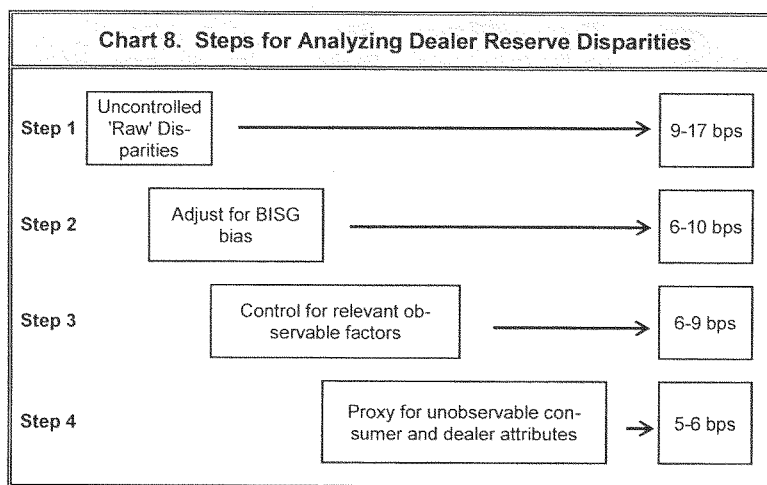 Chart 8. Steps for Analyzing Dealer Reserve Disparities
Step 1
Uncontrolled
'Raw' Dis-
parities
9-17 bps
Step 2
Adjust for BISG
bias
6-10 bps
Step 3
Control for relevant ob-
servable factors
6-9 bps
Step 4
Proxy for unobservable con-
sumer and dealer attributes
5-6 bps